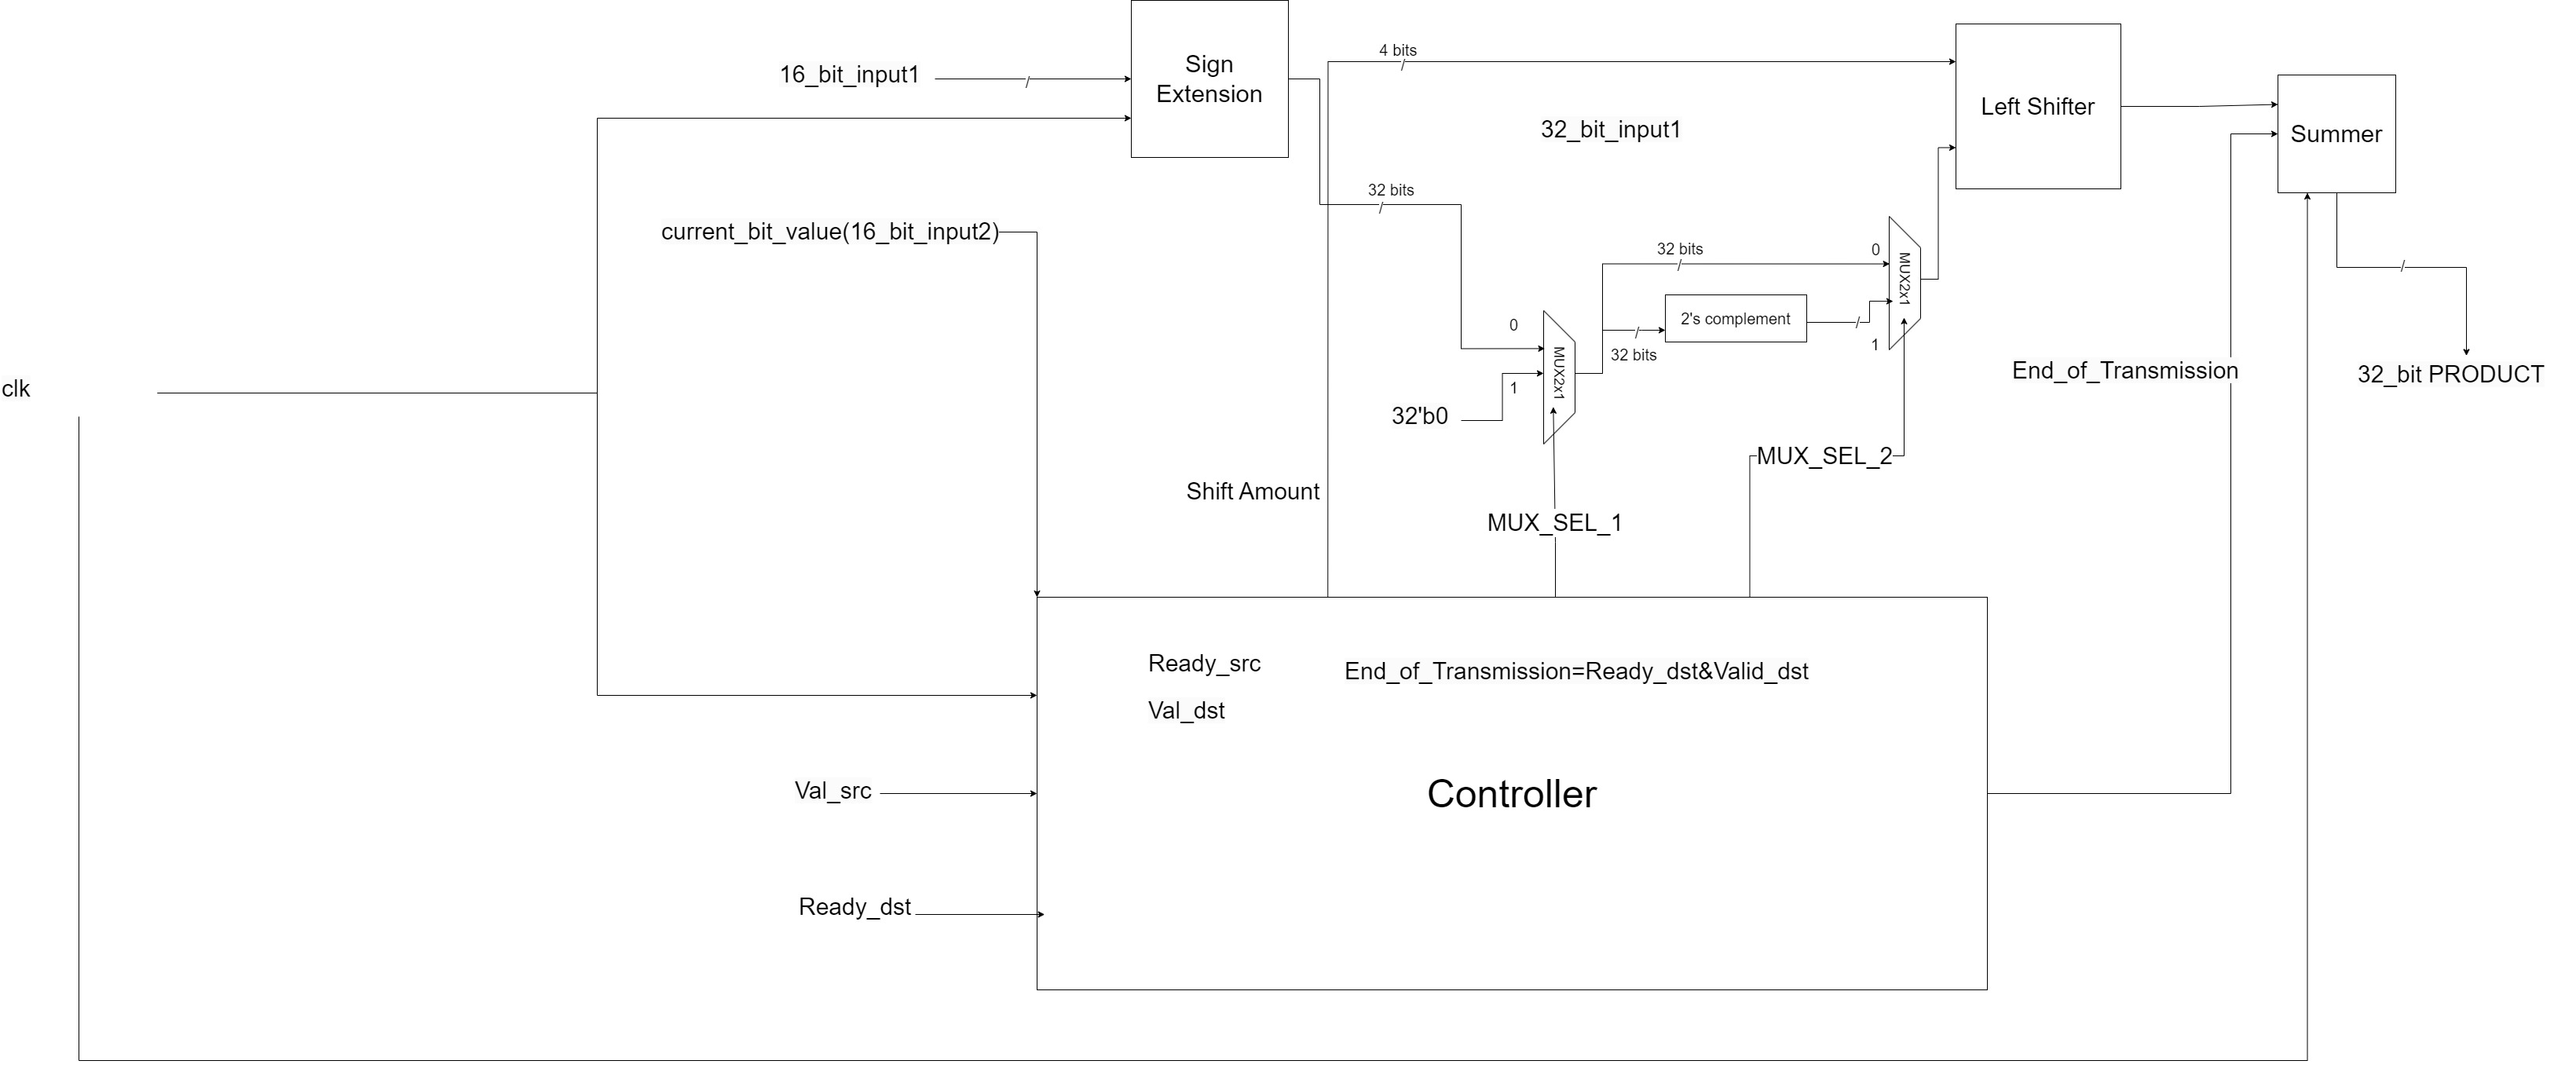 4 bits
Sign
Extension
16_bit_input1
Left Shifter
32_bit_input1
Summer
32 bits
current_bit_value(16_bit_input2)
32 bits
0
MUX2x1
2's complement
0
1
32 bits
MUX2x1
1
End_of_Transmission
32_bit PRODUCT
clk
32'b0
MUX_SEL_2
Shift Amount
MUX_SEL_1
Ready_src
End_of_Transmission=Ready_dst&Valid_dst
Val_dst
Val_src
Controller
Ready_dst